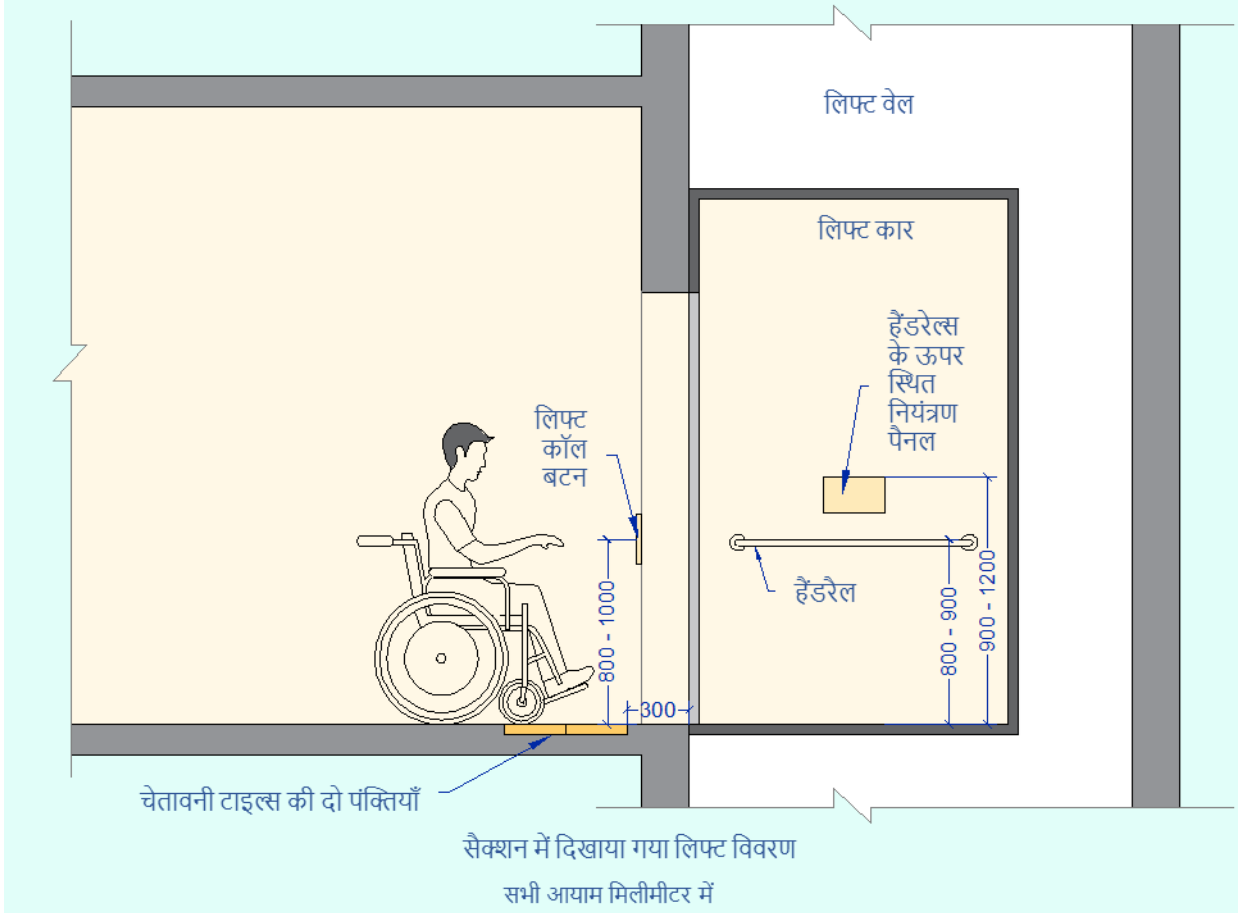 लिफ्ट वेल
लिफ्ट कार
हैंडरेल्स
के ऊपर
स्थित
नियंत्रण
पैनल
लिफ्ट
कॉल
बटन
हैंडरैल
800 - 1000
300
800 - 900
900 - 1200
चेतावनी टाइल्स की दो पंक्तियाँ
सैक्शन में दिखाया गया लिफ्ट विवरण
सभी आयाम मिलीमीटर में